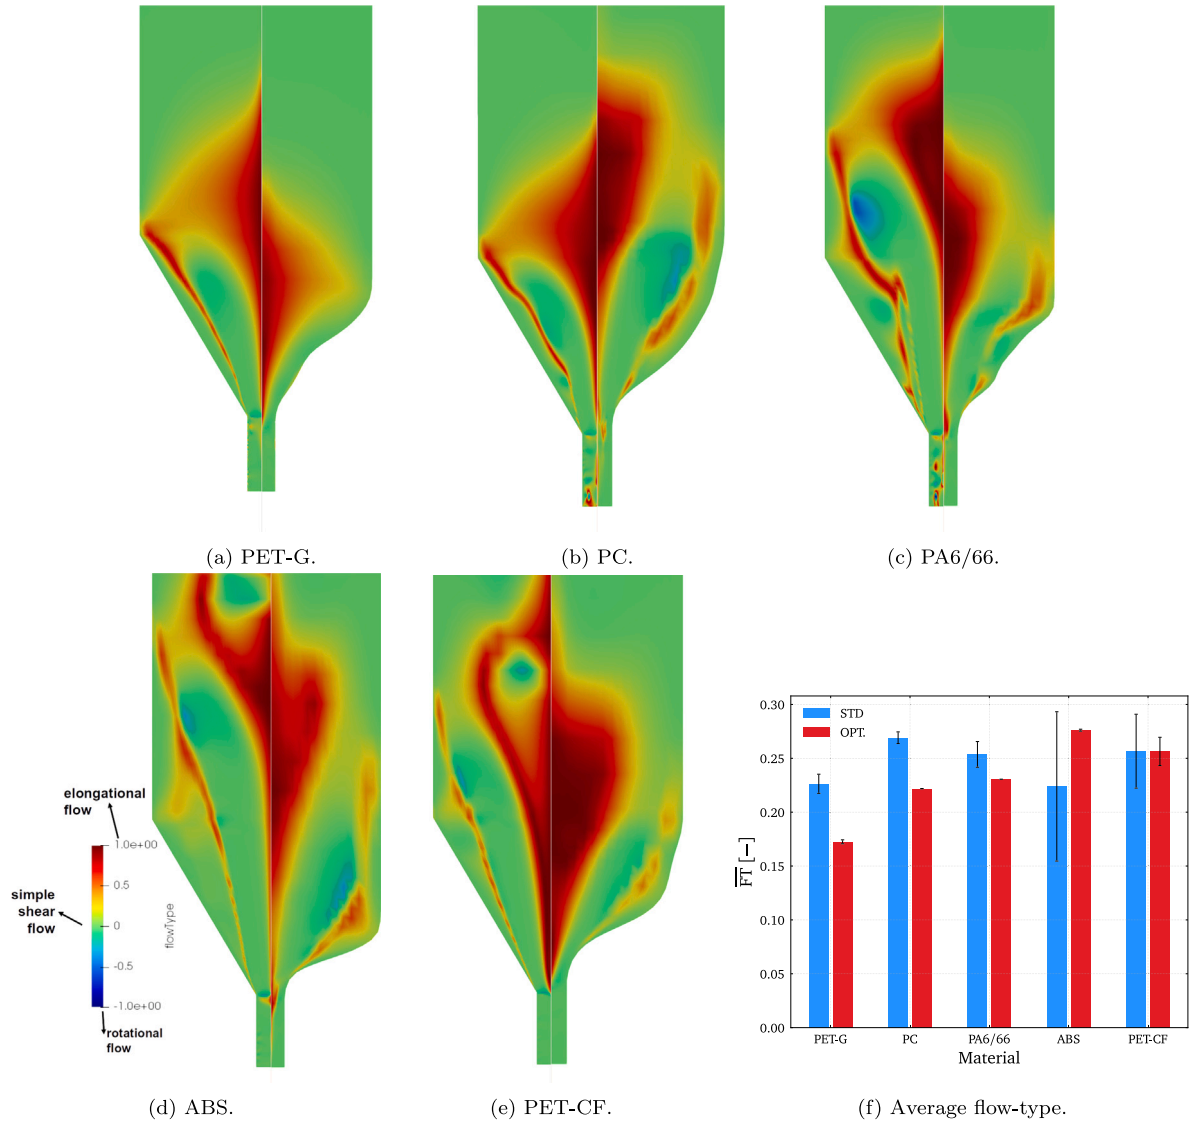 (a) PET-G.
(b) PC.
(c) PA6/66.
elongational
flow
simple
shear
flow
rotational
flow
1.0e+00
0.5
0
-0.5
-1.0e+00
flowType
(d) ABS.
(e) PET-CF.
STD
OPT.
0.30
0.25
0.20
0.15
0.10
0.05
0.00
FT [−]
PET-G
PC
PA6/66
ABS
PET-CF
Material
(f) Average flow-type.